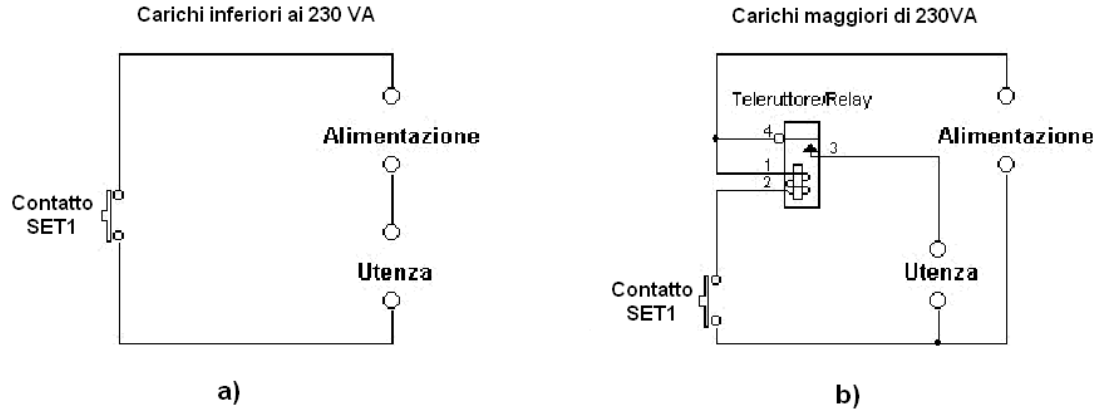 Carichi inferiori ai 230 VA
Alimentazione
Contatto
SET1
Utenza
a)
Carichi maggiori di 230VA
Teleruttore/Relay
4
3
Alimentazione
1
2
Utenza
Contatto
SET1
b)